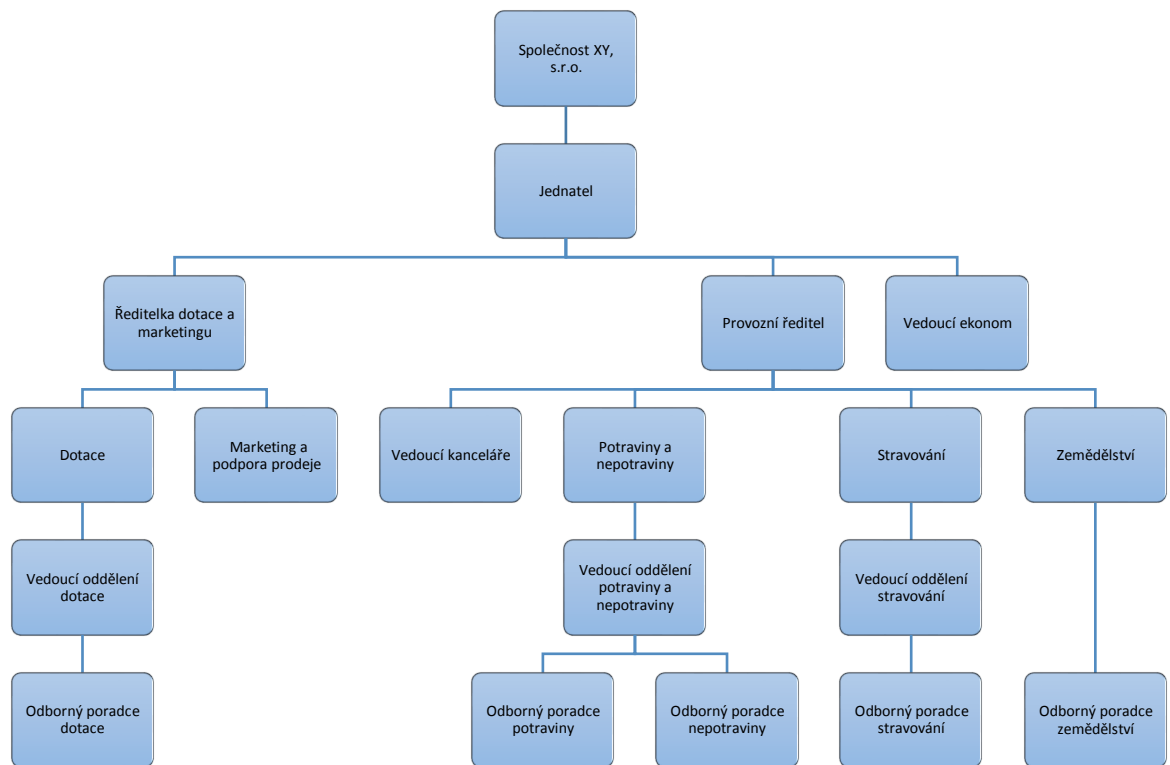 Společnost XY,
s.r.o.
Jednatel
Ředitelka dotace a
marketingu
Provozní ředitel
Vedoucí ekonom
Dotace
Marketing a
podpora prodeje
Vedoucí kanceláře
Potraviny a
nepotraviny
Stravování
Zemědělství
Vedoucí oddělení
dotace
Vedoucí oddělení
potraviny a
nepotraviny
Vedoucí oddělení
stravování
Odborný poradce
dotace
Odborný poradce
potraviny
Odborný poradce
nepotraviny
Odborný poradce
stravování
Odborný poradce
zemědělství